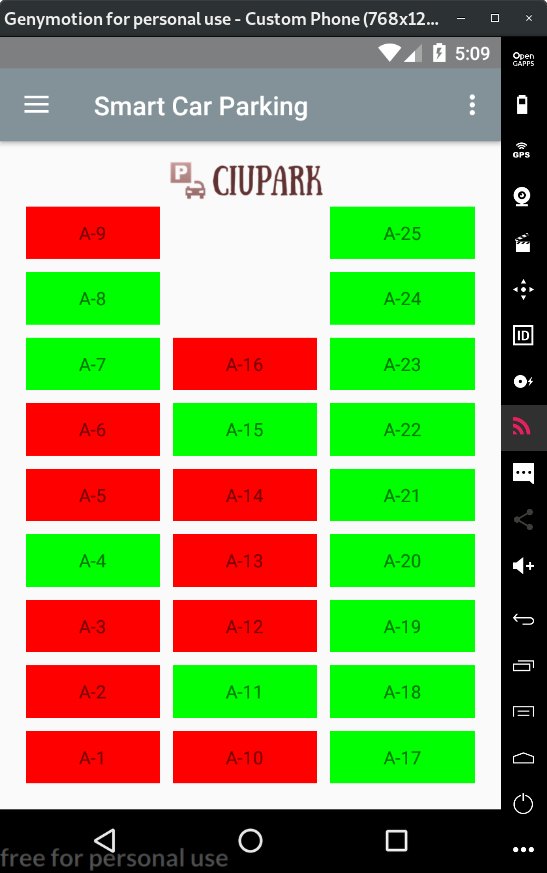 Genymotion for personal use - Custom Phone (768x12...
5:09
Open
GAPPS
Smart Car Parking
GPS
P CIUPARK
A-9 A-25
A-8 A-24
ID
A-7 A-16 A-23
A-6 A-15 A-22
A-5 A-14 A-21
A-4 A-13 A-20
A-3 A-12 A-19
A-2 A-11 A-18
A-1 A-10 A-17
free for personal use